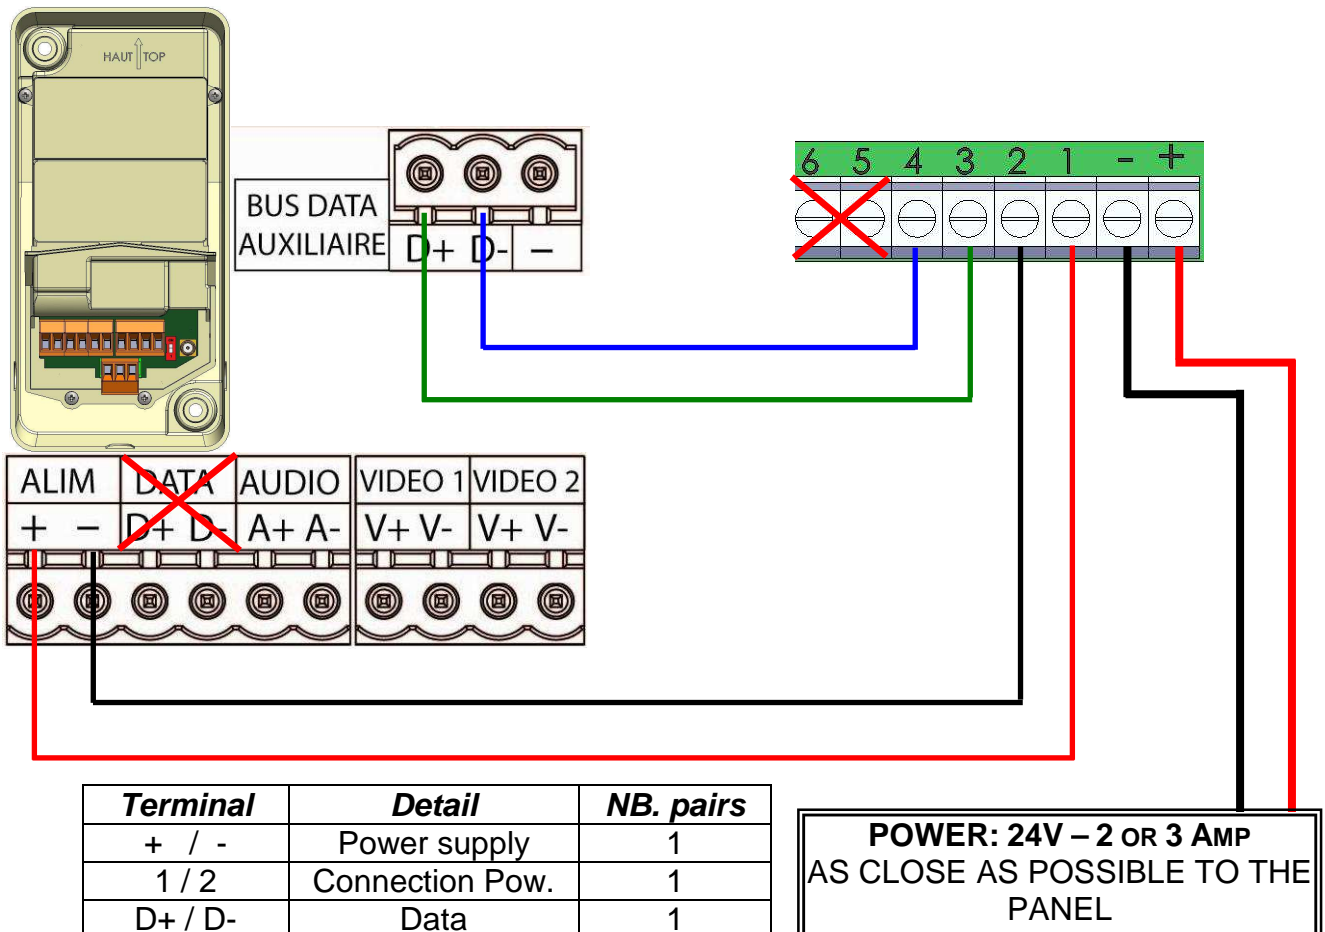 HAUT TOP
BUS DATA
AUXILIAIRE
D+ D- −
6 5 4 3 2 1 - +
ALIM DATA AUDIO VIDEO 1 VIDEO 2
+ − D+ D- A+ A- V+ V- V+ V-
Terminal Detail NB. pairs
+ / - Power supply 1
1 / 2 Connection Pow. 1
D+ / D- Data 1
POWER: 24V – 2 OR 3 AMP
AS CLOSE AS POSSIBLE TO THE
PANEL